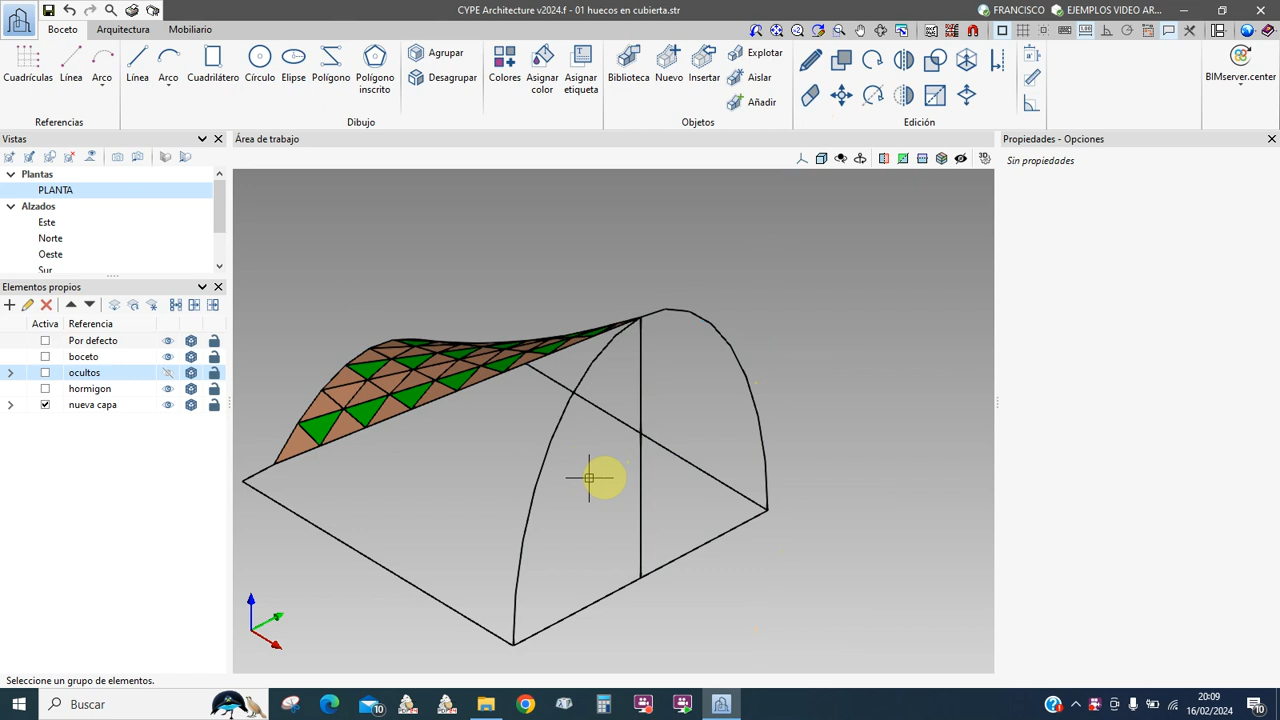 CYPE Architecture v2024.f - 01 huecos en cubierta.str
FRANCISCO
EJEMPLOS VIDEO AR...
Boceto
Arquitectura
Mobiliario
Cuadrículas
Línea
Arco
Línea
Arco
Cuadrilátero
Círculo
Elipse
Polígono
Polígono inscrito
Agrupar
Desagrupar
Colores
Asignar color
Asignar etiqueta
Biblioteca
Nuevo
Insertar
Explotar
Aislar
Añadir
BIMserver.center
Referencias
Dibujo
Objetos
Edición
Vistas
Área de trabajo
Propiedades - Opciones
Sin propiedades
Plantas
PLANTA
Alzados
Este
Norte
Oeste
Sur
Elementos propios
Activa
Referencia
Por defecto
boceto
ocultos
hormigon
nueva capa
Seleccione un grupo de elementos.
Buscar
10
20:09
16/02/2024
10